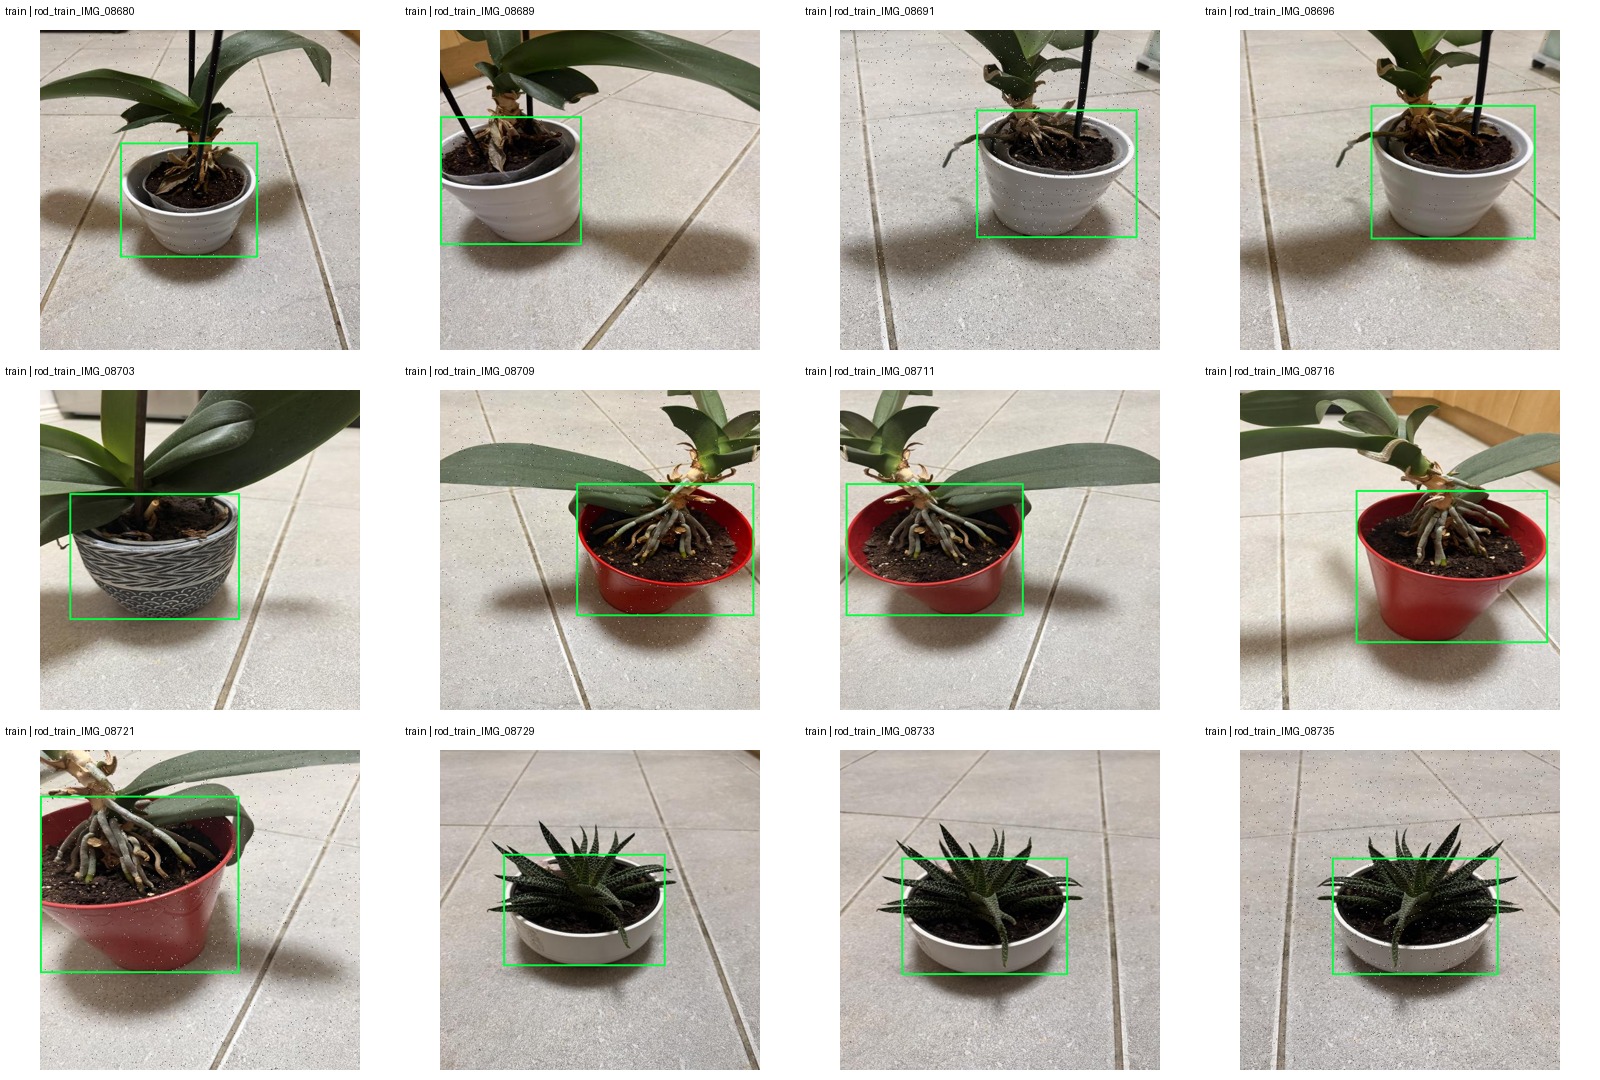 train | rod_train_IMG_08680
train | rod_train_IMG_08689
train | rod_train_IMG_08691
train | rod_train_IMG_08696
train | rod_train_IMG_08703
train | rod_train_IMG_08709
train | rod_train_IMG_08711
train | rod_train_IMG_08716
train | rod_train_IMG_08721
train | rod_train_IMG_08729
train | rod_train_IMG_08733
train | rod_train_IMG_08735